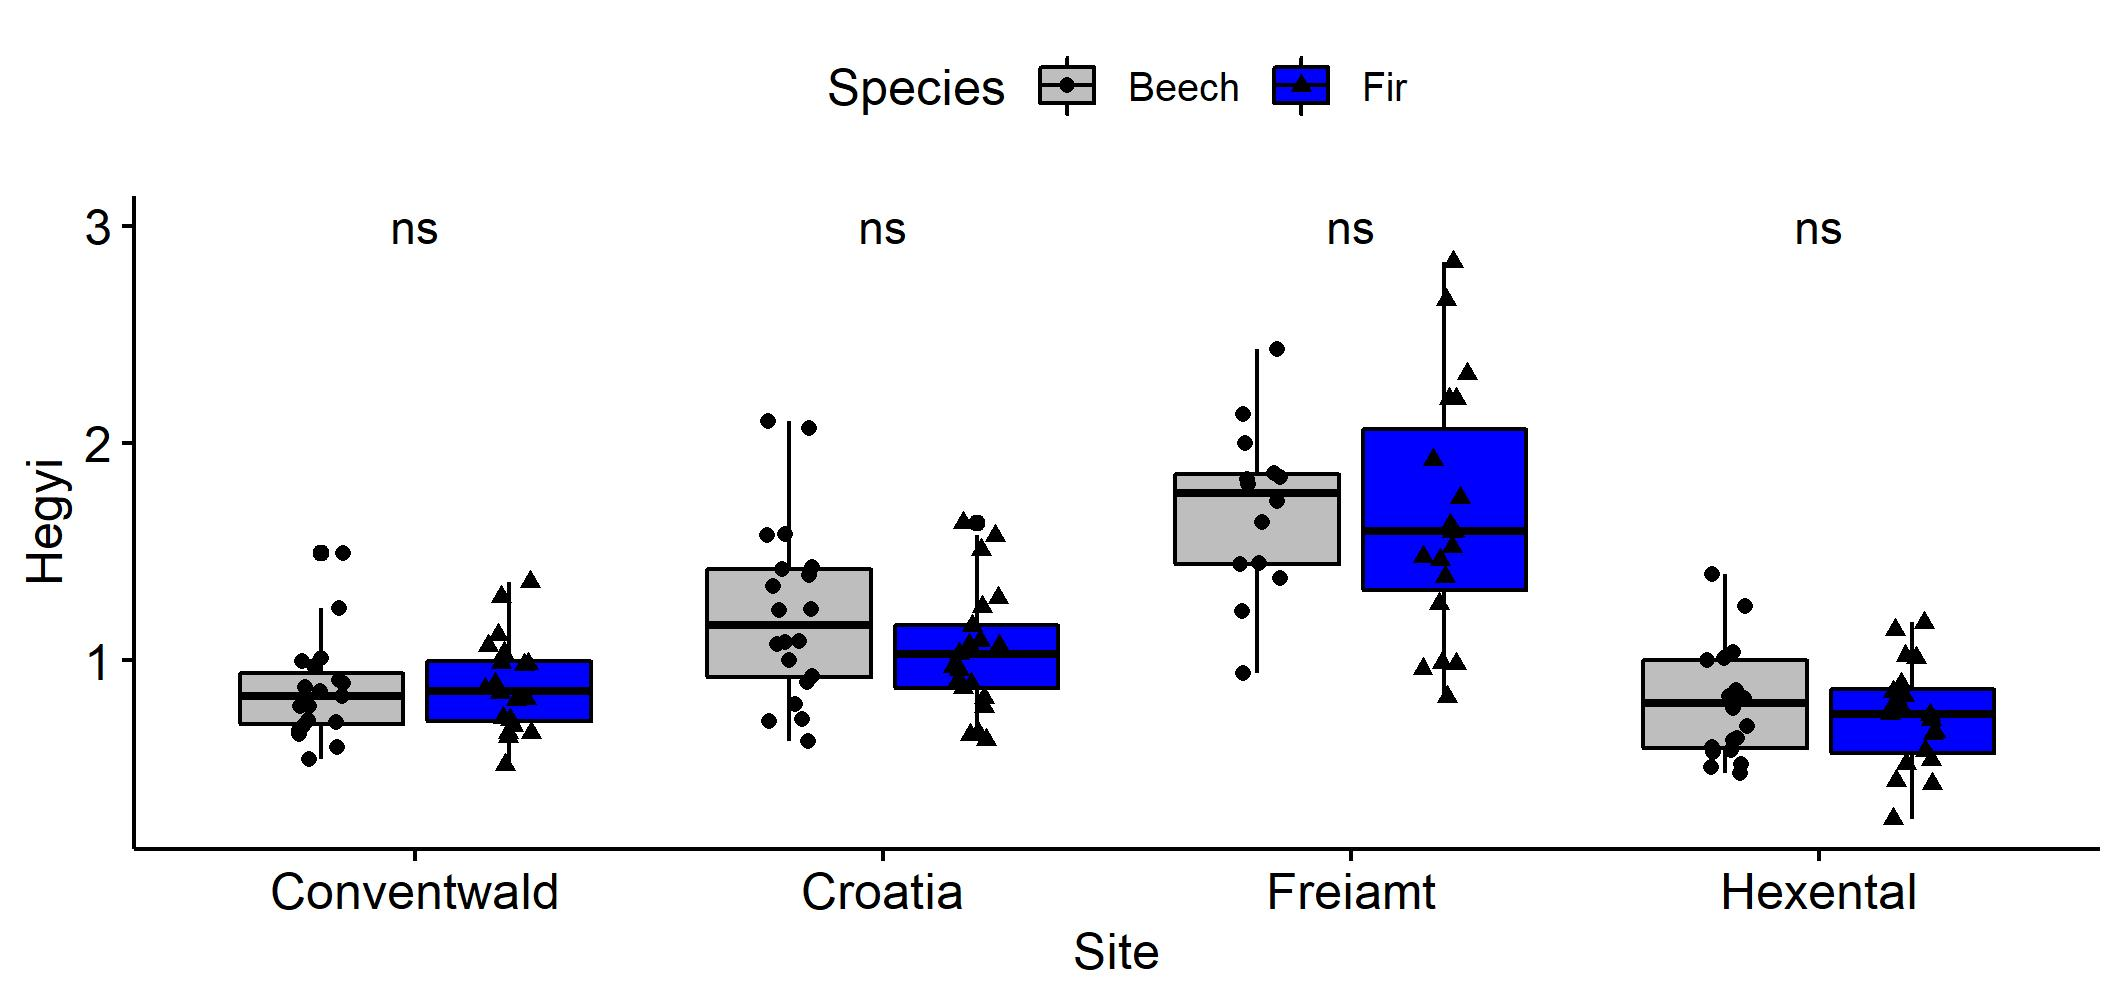 Species Beech Fir
ns ns ns ns
3
2
1
Hegyi
Conventwald Croatia Freiamt Hexental
Site